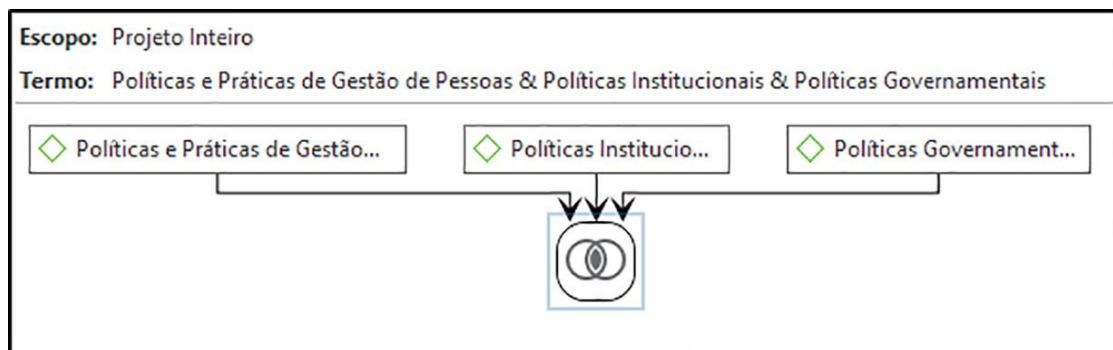 Escopo: Projeto Inteiro
Termo: Políticas e Práticas de Gestão de Pessoas & Políticas Institucionais & Políticas Governamentais
Políticas e Práticas de Gestão... Políticas Institucio... Políticas Government...